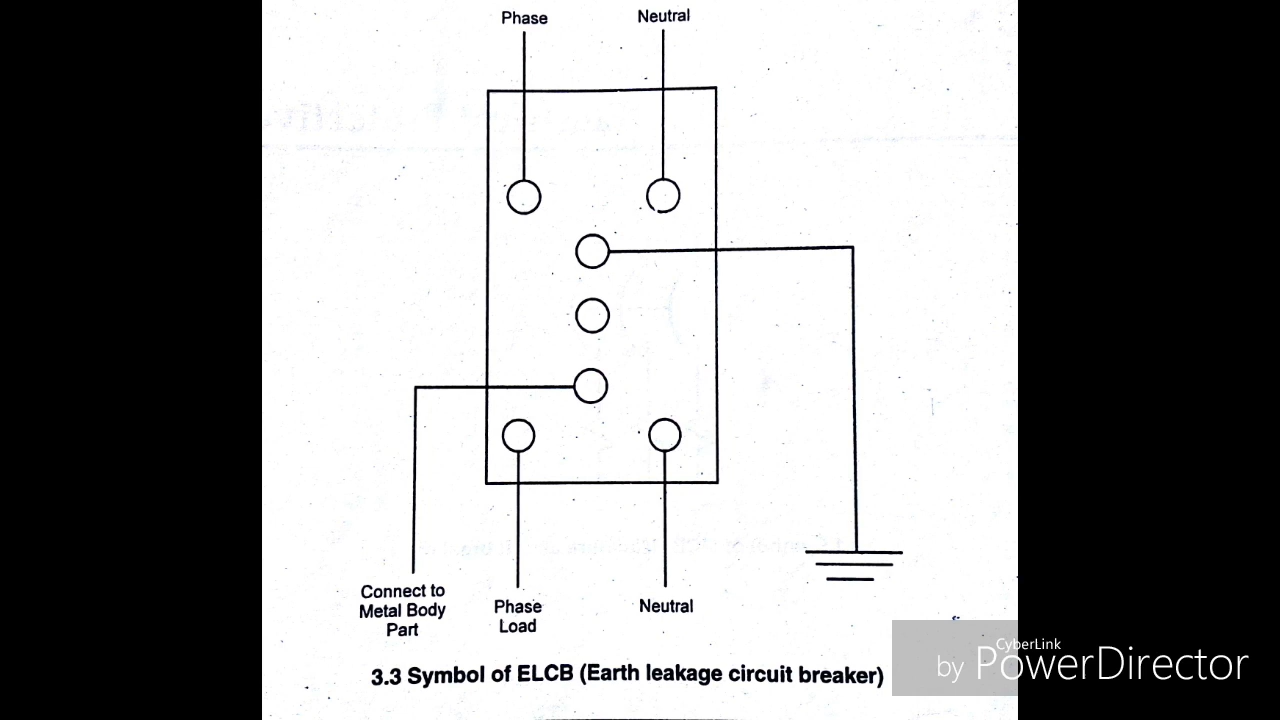 Phase
Neutral
Connect to
Metal Body
Part
Phase
Load
Neutral
3.3 Symbol of ELCB (Earth leakage circuit breaker)
CyberLink
by PowerDirector